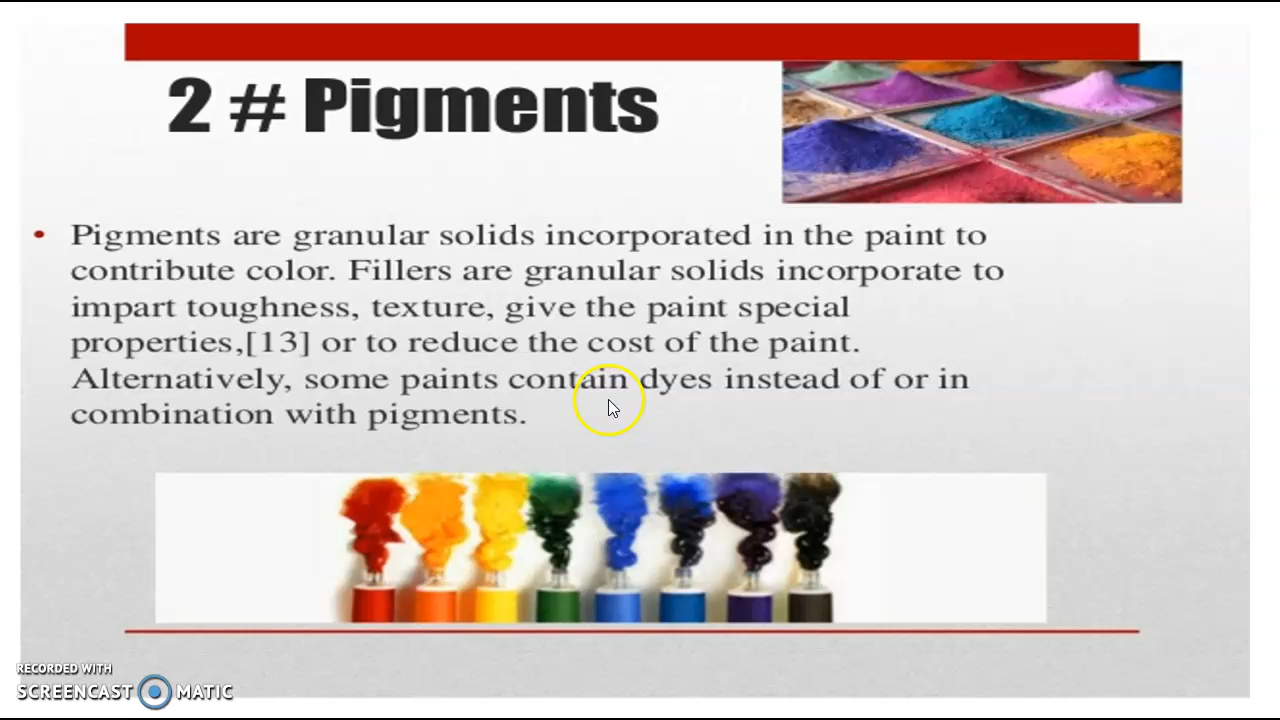 2 # Pigments
• Pigments are granular solids incorporated in the paint to
contribute color. Fillers are granular solids incorporate to
impart toughness, texture, give the paint special
properties,[13] or to reduce the cost of the paint.
Alternatively, some paints contain dyes instead of or in
combination with pigments.
RECORDED WITH
SCREENCAST MATIC